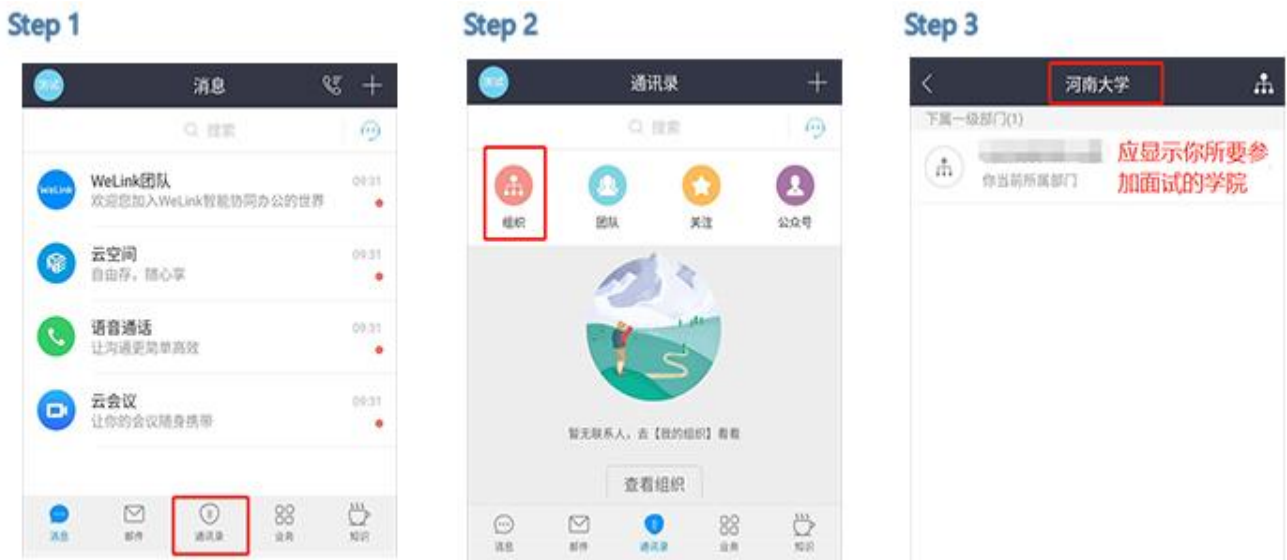 Step 1
测试
消息
搜索
WeLink
WeLink团队
09:31
欢迎您加入WeLink智能协同办公的世界
云空间
09:31
自由存，随心享
语音通话
09:31
让沟通更简单高效
云会议
09:31
让你的会议随身携带
消息
邮件
通讯录
业务
知识
Step 2
测试
通讯录
搜索
组织
团队
关注
公众号
暂无联系人，去【我的组织】看看
查看组织
消息
邮件
通讯录
业务
知识
Step 3
河南大学
下属一级部门(1)
你当前所属部门
应显示你所要参
加面试的学院